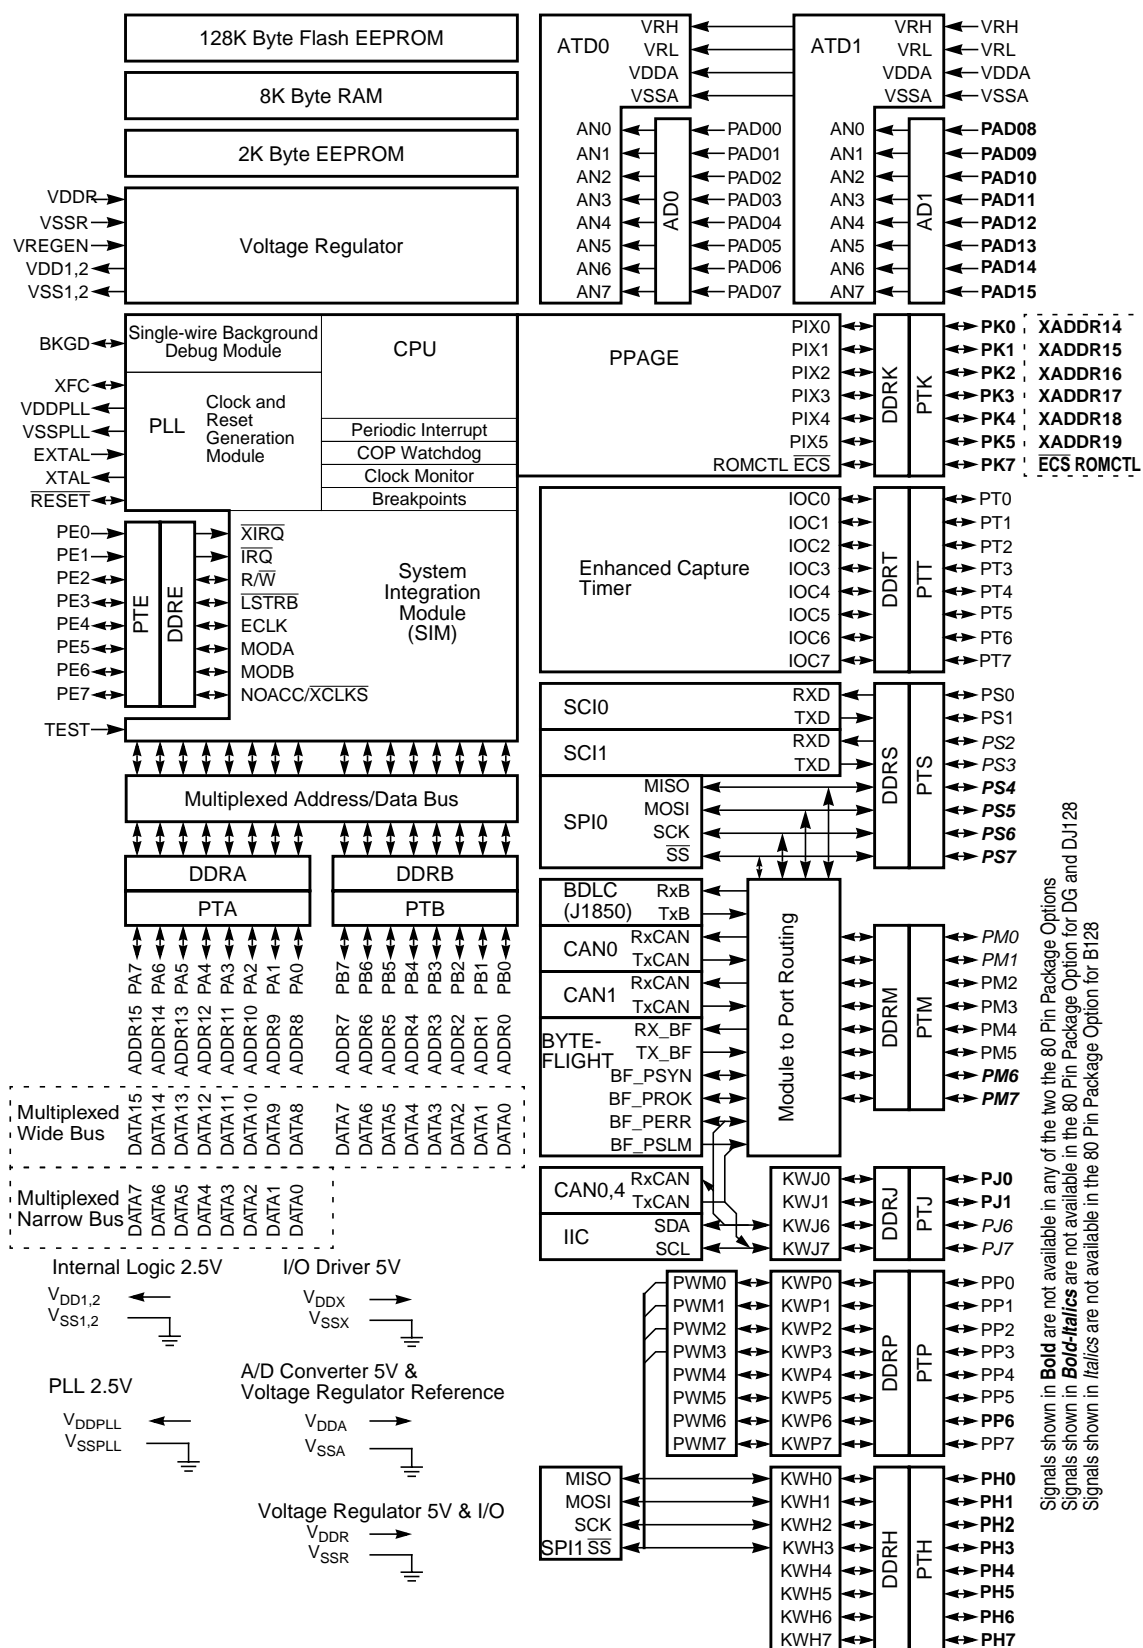 128K Byte Flash EEPROM
8K Byte RAM
2K Byte EEPROM
VDDR
VSSR
VREGEN
VDD1,2
VSS1,2
Voltage Regulator
ATD0
VRH
VRL
VDDA
VSSA
AN0
AN1
AN2
AN3
AN4
AN5
AN6
AN7
AD0
PAD00
PAD01
PAD02
PAD03
PAD04
PAD05
PAD06
PAD07
ATD1
VRH
VRL
VDDA
VSSA
AN0
AN1
AN2
AN3
AN4
AN5
AN6
AN7
AD1
VRH
VRL
VDDA
VSSA
PAD08
PAD09
PAD10
PAD11
PAD12
PAD13
PAD14
PAD15
BKGD
XFC
VDDPLL
VSSPLL
EXTAL
XTAL
RESET
Single-wire Background
Debug Module
CPU
PLL
Clock and
Reset
Generation
Module
Periodic Interrupt
COP Watchdog
Clock Monitor
Breakpoints
PPAGE
PIX0
PIX1
PIX2
PIX3
PIX4
PIX5
ROMCTL ECS
DDRK
PTK
PK0 XADDR14
PK1 XADDR15
PK2 XADDR16
PK3 XADDR17
PK4 XADDR18
PK5 XADDR19
PK7 ECS ROMCTL
PE0
PE1
PE2
PE3
PE4
PE5
PE6
PE7
TEST
PTE
DDRE
XIRQ
IRQ
R/W
LSTRB
ECLK
MODA
MODB
NOACC/XCLKS
System
Integration
Module
(SIM)
Enhanced Capture
Timer
IOC0
IOC1
IOC2
IOC3
IOC4
IOC5
IOC6
IOC7
DDRT
PTT
PT0
PT1
PT2
PT3
PT4
PT5
PT6
PT7
SCI0
RXD
TXD
SCI1
RXD
TXD
SPI0
MISO
MOSI
SCK
SS
DDRS
PTS
PS0
PS1
PS2
PS3
PS4
PS5
PS6
PS7
Multiplexed Address/Data Bus
DDRA
PTA
DDRB
PTB
PA7 PA6 PA5 PA4 PA3 PA2 PA1 PA0 PB7 PB6 PB5 PB4 PB3 PB2 PB1 PB0
ADDR15 ADDR14 ADDR13 ADDR12 ADDR11 ADDR10 ADDR9 ADDR8 ADDR7 ADDR6 ADDR5 ADDR4 ADDR3 ADDR2 ADDR1 ADDR0
Multiplexed
Wide Bus
DATA15 DATA14 DATA13 DATA12 DATA11 DATA10 DATA9 DATA8 DATA7 DATA6 DATA5 DATA4 DATA3 DATA2 DATA1 DATA0
Multiplexed
Narrow Bus
DATA7 DATA6 DATA5 DATA4 DATA3 DATA2 DATA1 DATA0
BDLC
(J1850)
RxB
TxB
CAN0
RxCAN
TxCAN
CAN1
RxCAN
TxCAN
BYTE-
FLIGHT
RX_BF
TX_BF
BF_PSYN
BF_PROK
BF_PERR
BF_PSLM
Module to Port Routing
DDRM
PTM
PM0
PM1
PM2
PM3
PM4
PM5
PM6
PM7
CAN0,4
RxCAN
TxCAN
IIC
SDA
SCL
KWJ0
KWJ1
KWJ6
KWJ7
DDRJ
PTJ
PJ0
PJ1
PJ6
PJ7
PWM0
PWM1
PWM2
PWM3
PWM4
PWM5
PWM6
PWM7
KWP0
KWP1
KWP2
KWP3
KWP4
KWP5
KWP6
KWP7
DDRP
PTP
PP0
PP1
PP2
PP3
PP4
PP5
PP6
PP7
MISO
MOSI
SCK
SPI1 SS
KWH0
KWH1
KWH2
KWH3
KWH4
KWH5
KWH6
KWH7
DDRH
PTH
PH0
PH1
PH2
PH3
PH4
PH5
PH6
PH7
Internal Logic 2.5V
VDD1,2
VSS1,2
I/O Driver 5V
VDDX
VSSX
PLL 2.5V
VDDPLL
VSSPLL
A/D Converter 5V &
Voltage Regulator Reference
VDDA
VSSA
Voltage Regulator 5V & I/O
VDDR
VSSR
Signals shown in Bold are not available in any of the two the 80 Pin Package Options
Signals shown in Bold-Italics are not available in the 80 Pin Package Option for DG and DJ128
Signals shown in Italics are not available in the 80 Pin Package Option for B128